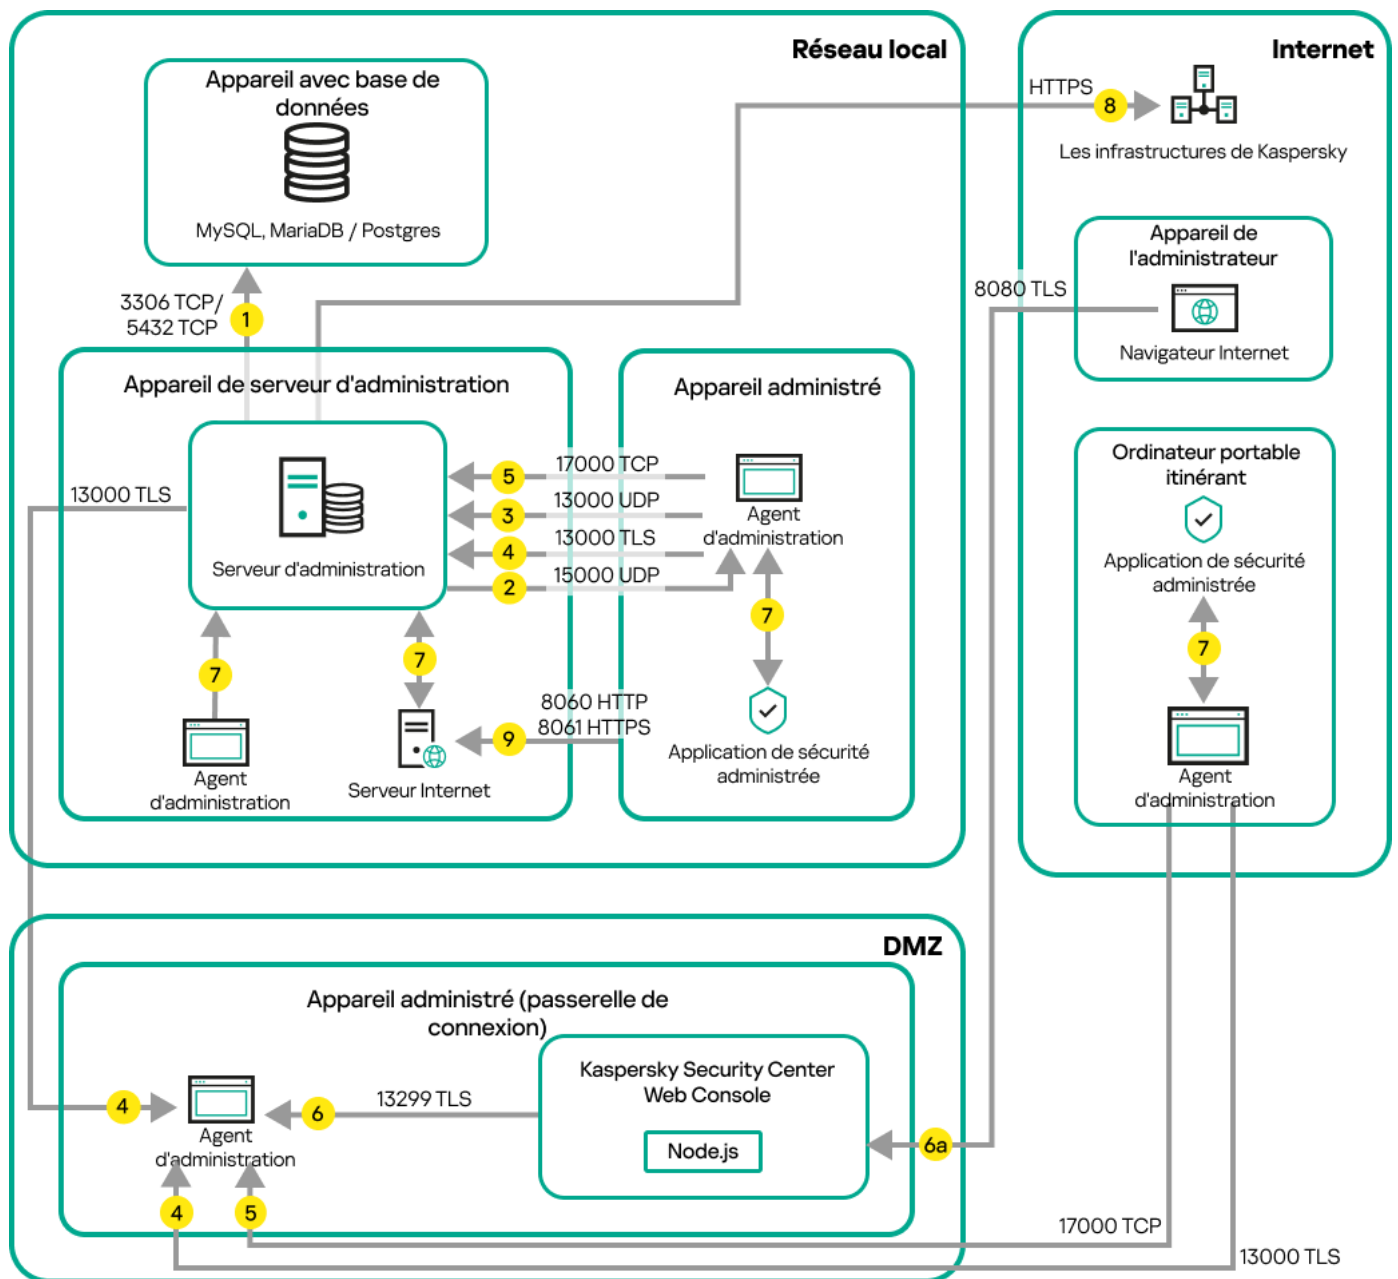 Réseau local
Appareil avec base de
données
MySQL, MariaDB / Postgres
3306 TCP/
5432 TCP
1
Appareil de serveur d'administration
Serveur d'administration
13000 TLS
7
7
Agent
d'administration
Serveur Internet
Appareil administré
5
17000 TCP
3
13000 UDP
4
13000 TLS
2
15000 UDP
Agent
d'administration
7
8060 HTTP
8061 HTTPS
9
Application de sécurité
administrée
Internet
HTTPS
8
Les infrastructures de Kaspersky
Appareil de
l'administrateur
8080 TLS
Navigateur Internet
Ordinateur portable
itinérant
Application de sécurité
administrée
7
Agent
d'administration
DMZ
Appareil administré (passerelle de
connexion)
4
Agent
d'administration
6
13299 TLS
Kaspersky Security Center
Web Console
Node.js
6a
4
5
17000 TCP
13000 TLS